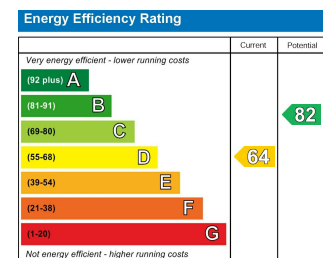 Energy Efficiency Rating
Current Potential
Very energy efficient - lower running costs
(92 plus) A
(81-91) B
82
(69-80) C
(55-68) D
64
(39-54) E
(21-38) F
(1-20) G
Not energy efficient - higher running costs